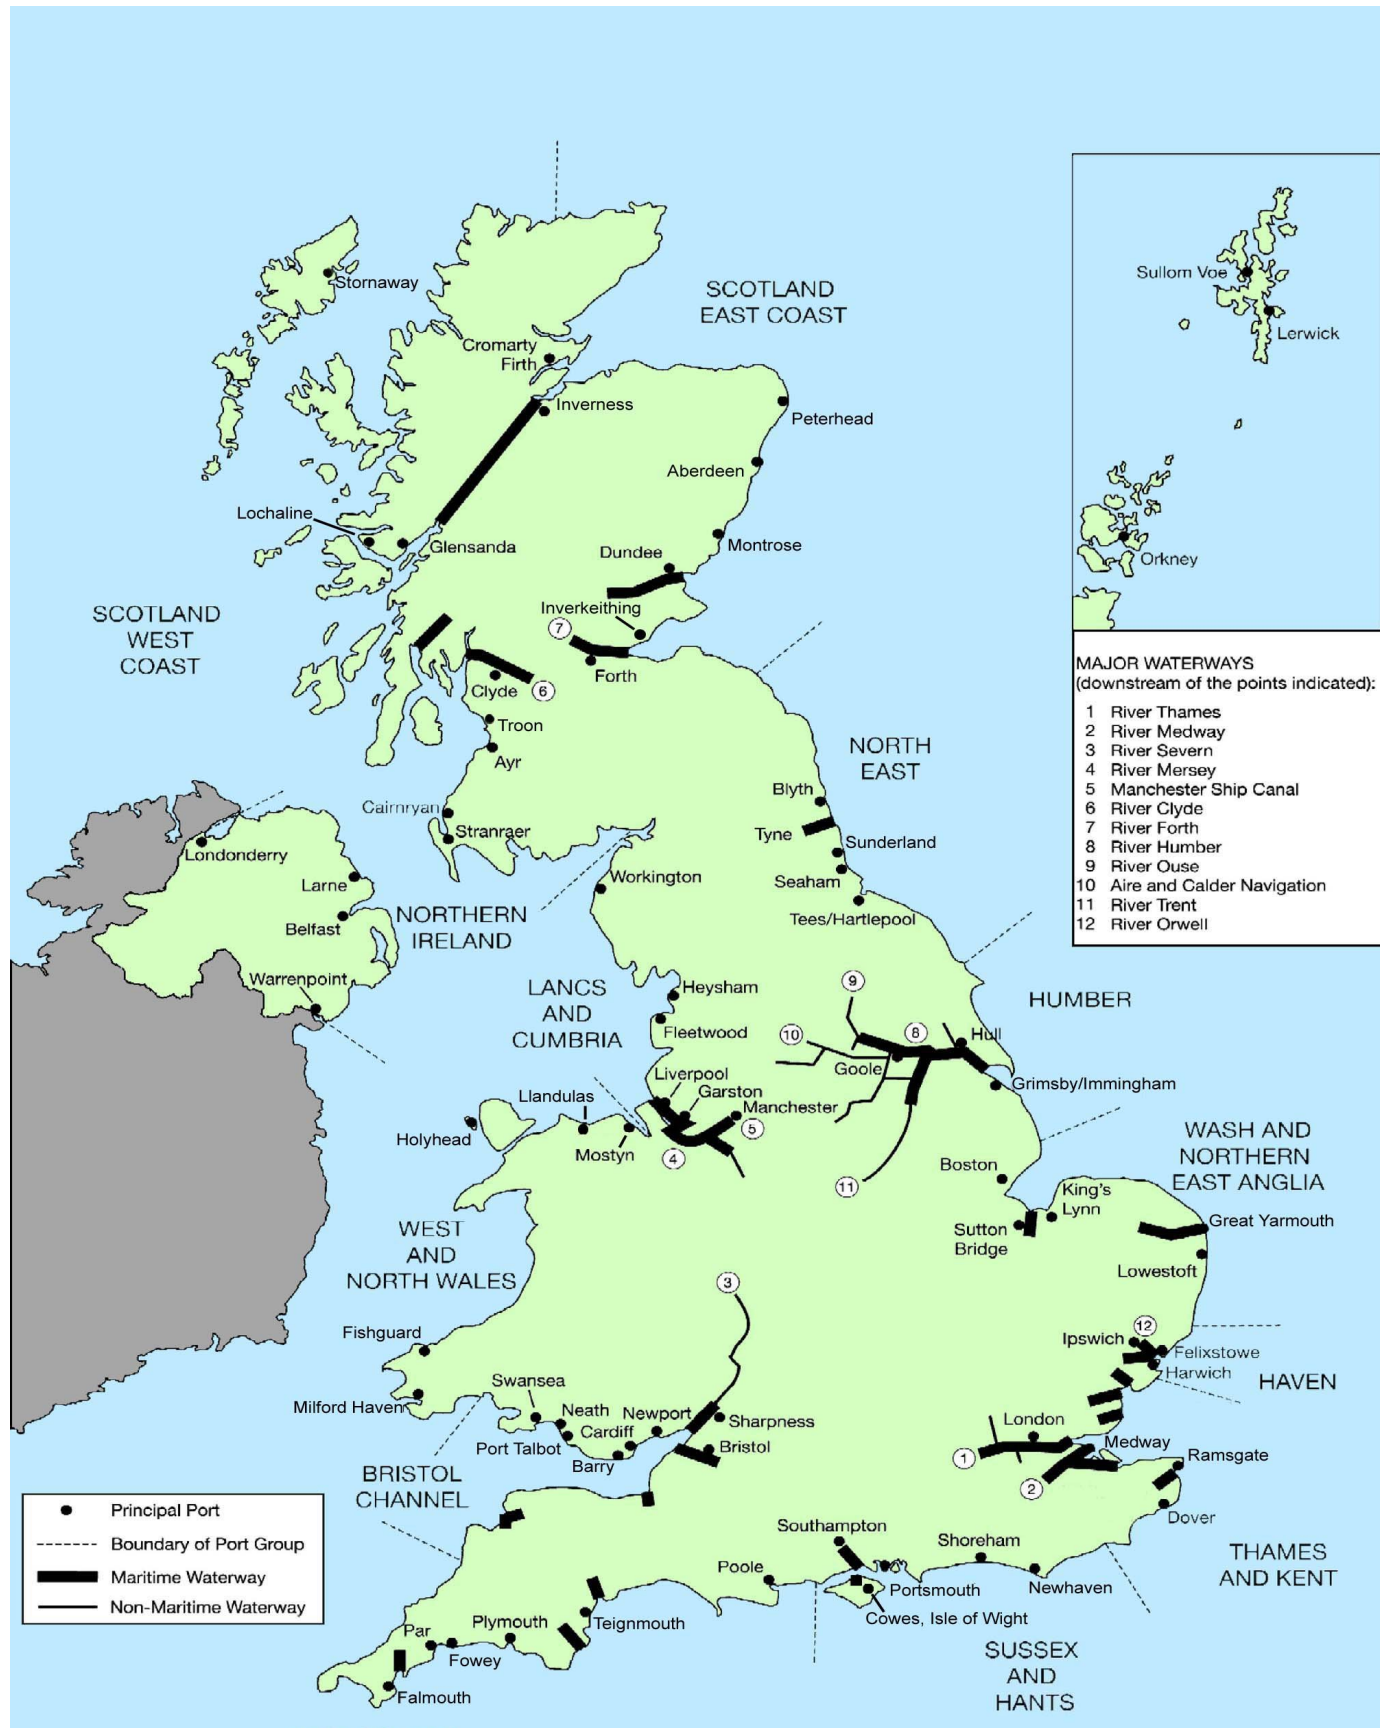 Stornaway
SCOTLAND
EAST COAST
Sullom Voe
Lerwick
Cromarty
Firth
Inverness
Peterhead
Aberdeen
Lochaline
Glensanda
Montrose
Dundee
Orkney
SCOTLAND
WEST
COAST
Inverkeithing
7
Forth
Clyde
6
Troon
Ayr
MAJOR WATERWAYS
(downstream of the points indicated):
1 River Thames
2 River Medway
3 River Severn
4 River Mersey
5 Manchester Ship Canal
6 River Clyde
7 River Forth
8 River Humber
9 River Ouse
10 Aire and Calder Navigation
11 River Trent
12 River Orwell
NORTH
EAST
Blyth
Cairnryan
Stranraer
Tyne
Sunderland
Londonderry
Larne
Workington
Seaham
Belfast
NORTHERN
IRELAND
Tees/Hartlepool
Warrenpoint
LANCS
AND
CUMBRIA
Heysham
Fleetwood
9
HUMBER
10
8
Hull
Goole
Liverpool
Garston
Manchester
Grimsby/Immingham
Llandulas
Holyhead
Mostyn
5
4
WASH AND
NORTHERN
EAST ANGLIA
Boston
11
King's
Lynn
Sutton
Bridge
Great Yarmouth
Lowestoft
WEST
AND
NORTH WALES
3
Fishguard
Ipswich
12
Felixstowe
Harwich
HAVEN
Milford Haven
Swansea
Neath
Newport
Cardiff
Port Talbot
Barry
Sharpness
Bristol
London
Medway
1
2
Ramsgate
Dover
BRISTOL
CHANNEL
Principal Port
Boundary of Port Group
Maritime Waterway
Non-Maritime Waterway
Southampton
Shoreham
THAMES
AND KENT
Poole
Portsmouth
Newhaven
Cowes, Isle of Wight
Teignmouth
Plymouth
Par
Fowey
Falmouth
SUSSEX
AND
HANTS